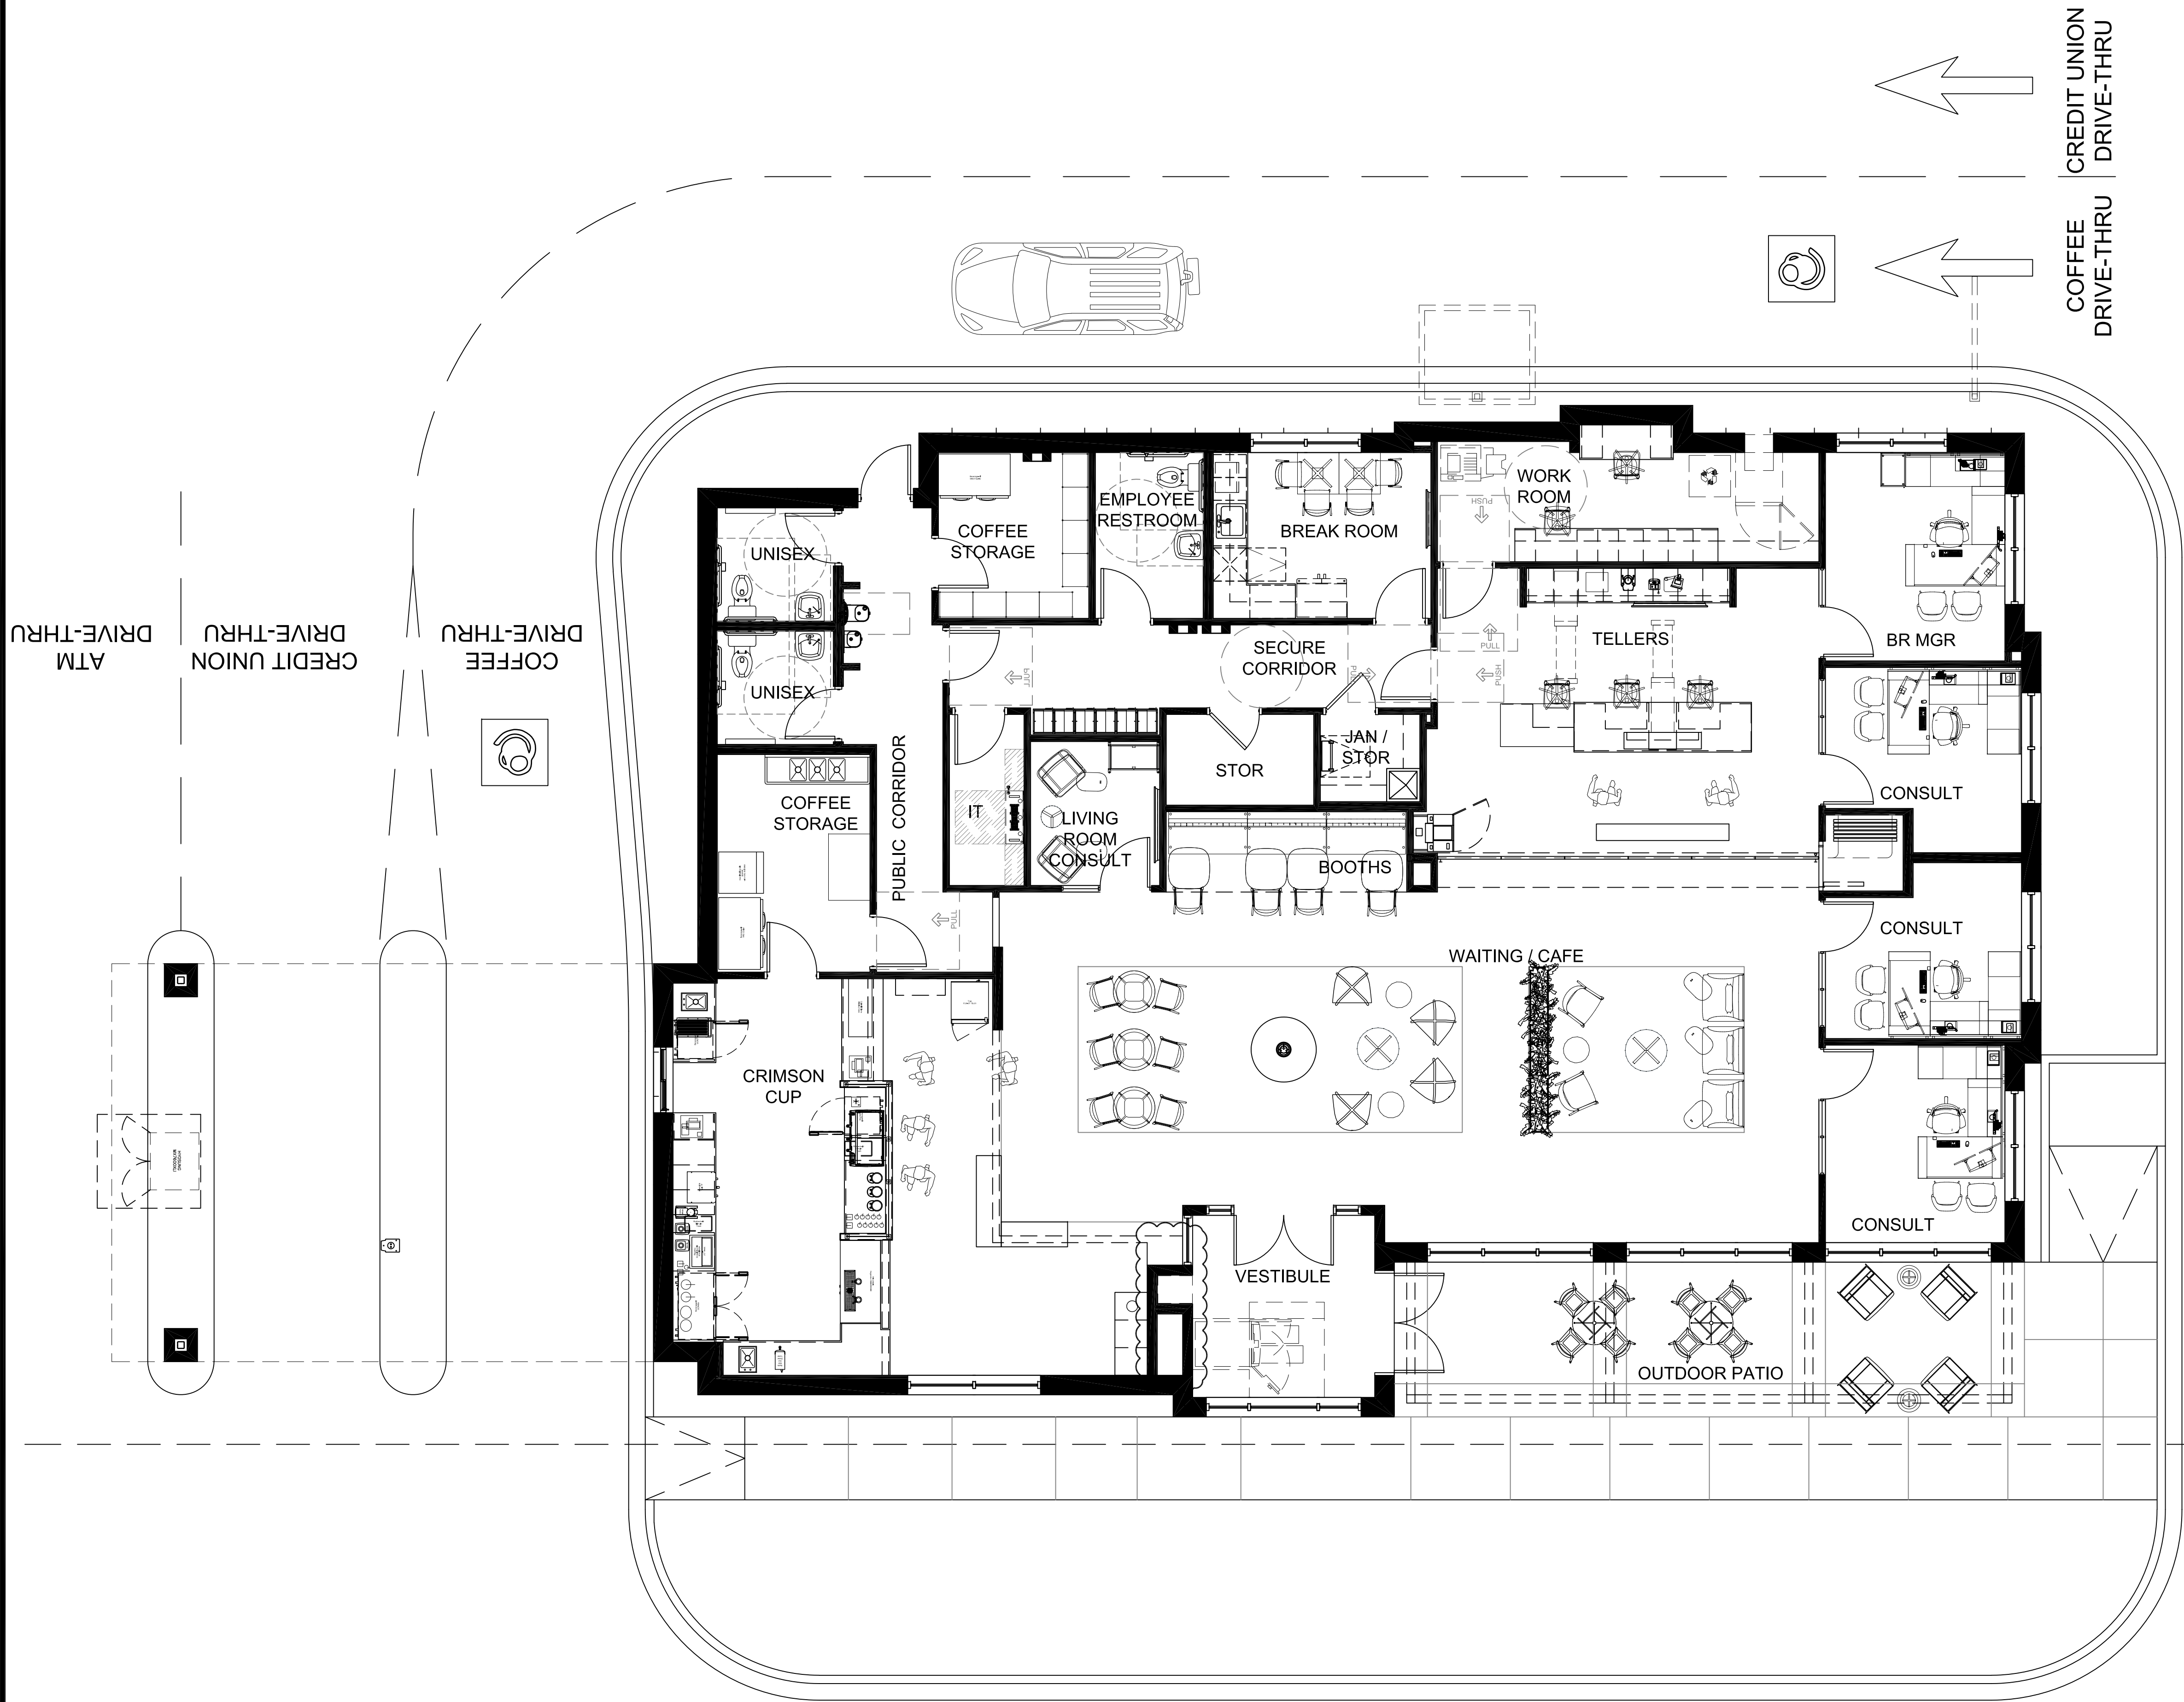 CREDIT UNION
DRIVE-THRU
COFFEE
DRIVE-THRU
WORK
ROOM
PUSH
EMPLOYEE
RESTROOM
COFFEE
STORAGE
BREAK ROOM
UNISEX
TELLERS
BR MGR
PULL
SECURE
CORRIDOR
PULL
PUSH
UNISEX
ATM
DRIVE-THRU
CREDIT UNION
DRIVE-THRU
COFFEE
DRIVE-THRU
JAN /
STOR
STOR
COFFEE
STORAGE
PUBLIC CORRIDOR
IT
LIVING
ROOM
CONSULT
BOOTHS
CONSULT
PULL
CONSULT
WAITING / CAFE
CRIMSON
CUP
CONSULT
VESTIBULE
OUTDOOR PATIO